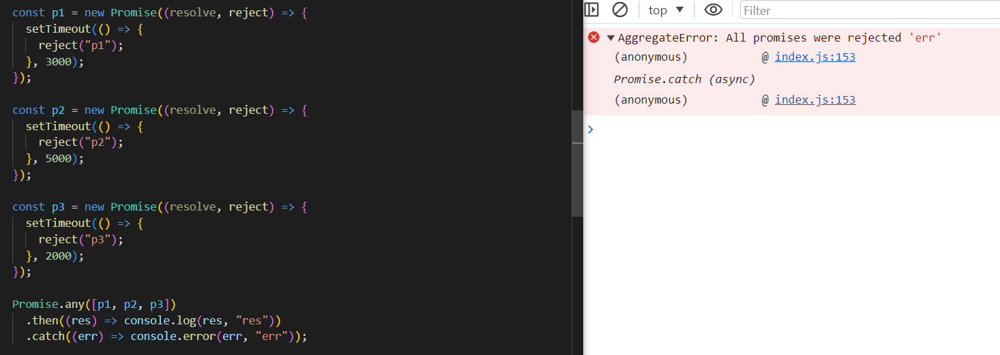 const p1 = new Promise((resolve, reject) => {
  setTimeout(() => {
    reject("p1");
  }, 3000);
});

const p2 = new Promise((resolve, reject) => {
  setTimeout(() => {
    reject("p2");
  }, 5000);
});

const p3 = new Promise((resolve, reject) => {
  setTimeout(() => {
    reject("p3");
  }, 2000);
});

Promise.any([p1, p2, p3])
  .then((res) => console.log(res, "res"))
  .catch((err) => console.error(err, "err"));

top ▼ Filter
▼ AggregateError: All promises were rejected 'err'
(anonymous) @ index.js:153
Promise.catch (async)
(anonymous) @ index.js:153
>